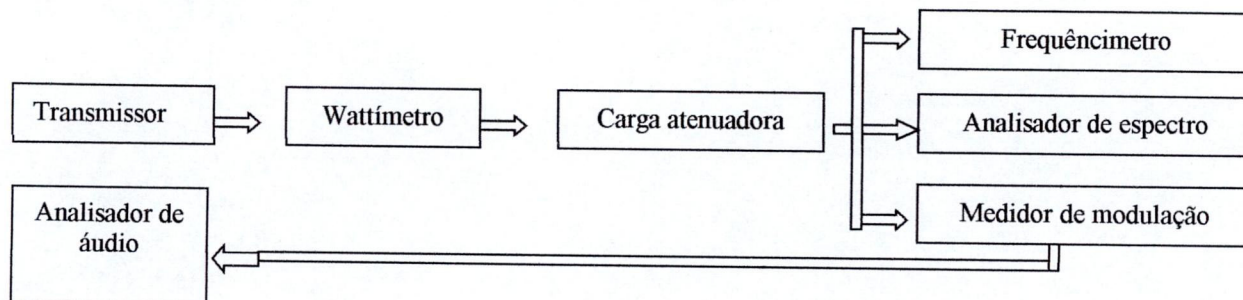 Frequêncimetro
Transmissor
Wattímetro
Carga atenuadora
Analisador de espectro
Analisador de
áudio
Medidor de modulação